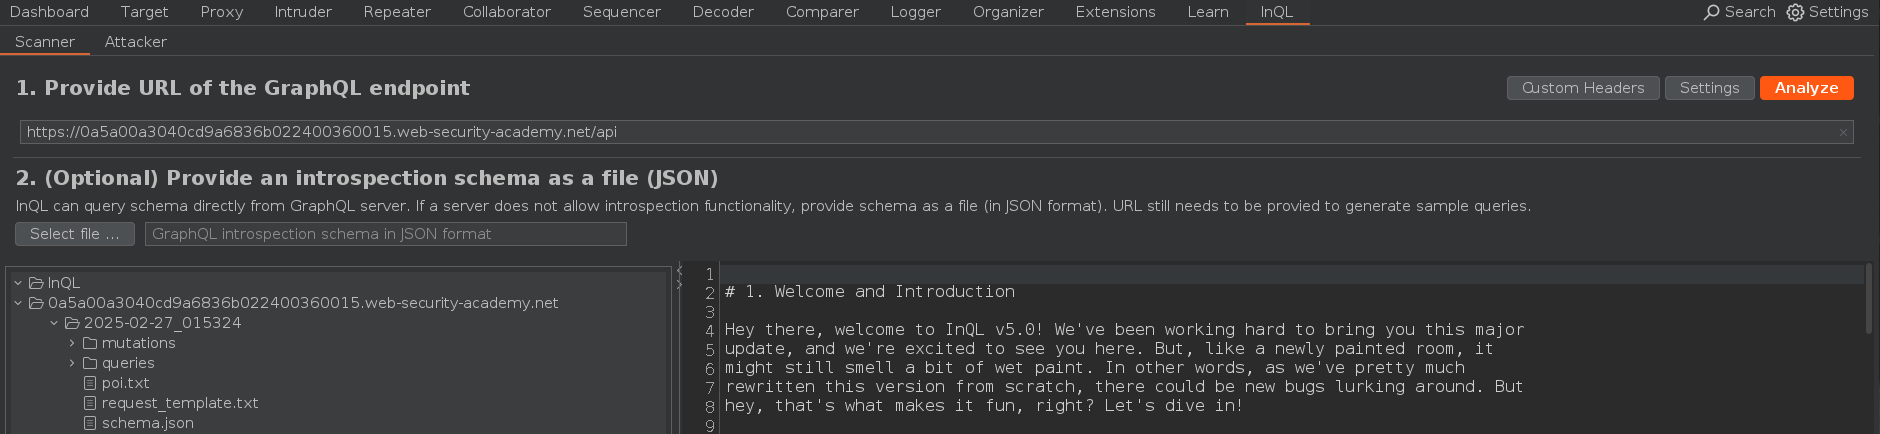 Dashboard Target Proxy Intruder Repeater Collaborator Sequencer Decoder Comparer Logger Organizer Extensions Learn InQL Search Settings
Scanner Attacker
1. Provide URL of the GraphQL endpoint
Custom Headers Settings Analyze
https://0a5a00a3040cd9a6836b022400360015.web-security-academy.net/api
2. (Optional) Provide an introspection schema as a file (JSON)
InQL can query schema directly from GraphQL server. If a server does not allow introspection functionality, provide schema as a file (in JSON format). URL still needs to be provied to generate sample queries.
Select file ... GraphQL introspection schema in JSON format
InQL
0a5a00a3040cd9a6836b022400360015.web-security-academy.net
2025-02-27_015324
mutations
queries
poi.txt
request_template.txt
schema.json
1
2 # 1. Welcome and Introduction
3
4 Hey there, welcome to InQL v5.0! We've been working hard to bring you this major
5 update, and we're excited to see you here. But, like a newly painted room, it
6 might still smell a bit of wet paint. In other words, as we've pretty much
7 rewritten this version from scratch, there could be new bugs lurking around. But
8 hey, that's what makes it fun, right? Let's dive in!
9